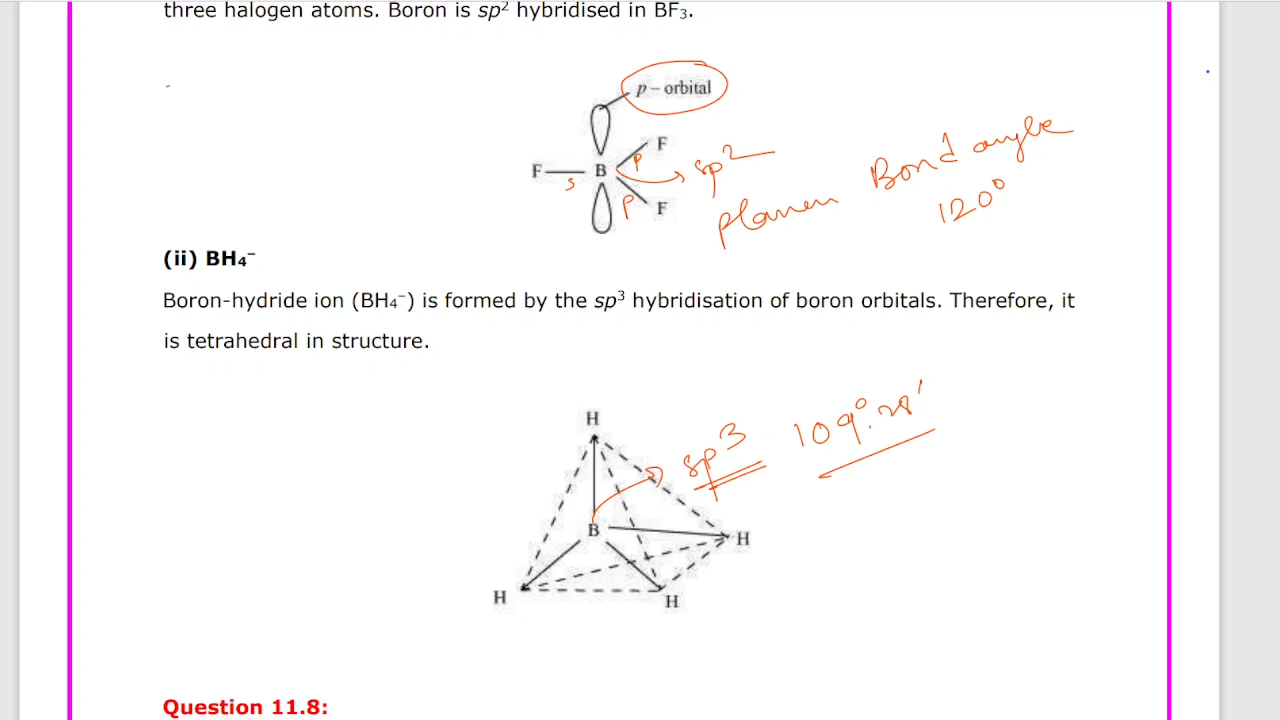 three halogen atoms. Boron is sp² hybridised in BF₃.
p – orbital
F
F
B
s
p
p
F
sp²
planer
Bond angle
120°
(ii) BH₄⁻
Boron-hydride ion (BH₄⁻) is formed by the sp³ hybridisation of boron orbitals. Therefore, it
is tetrahedral in structure.
H
sp³
109°.28'
B
H
H
H
Question 11.8: